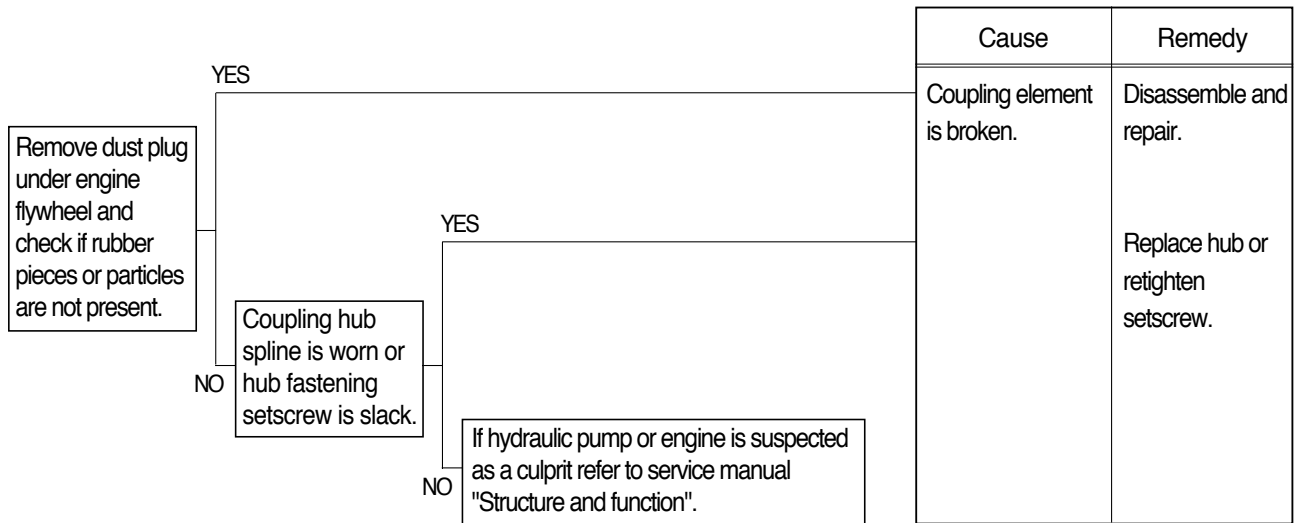 Cause
Remedy
YES
Coupling element
is broken.
Disassemble and
repair.
Remove dust plug
under engine
flywheel and
check if rubber
pieces or particles
are not present.
YES
Replace hub or
retighten
setscrew.
NO
Coupling hub
spline is worn or
hub fastening
setscrew is slack.
NO
If hydraulic pump or engine is suspected
as a culprit refer to service manual
"Structure and function".